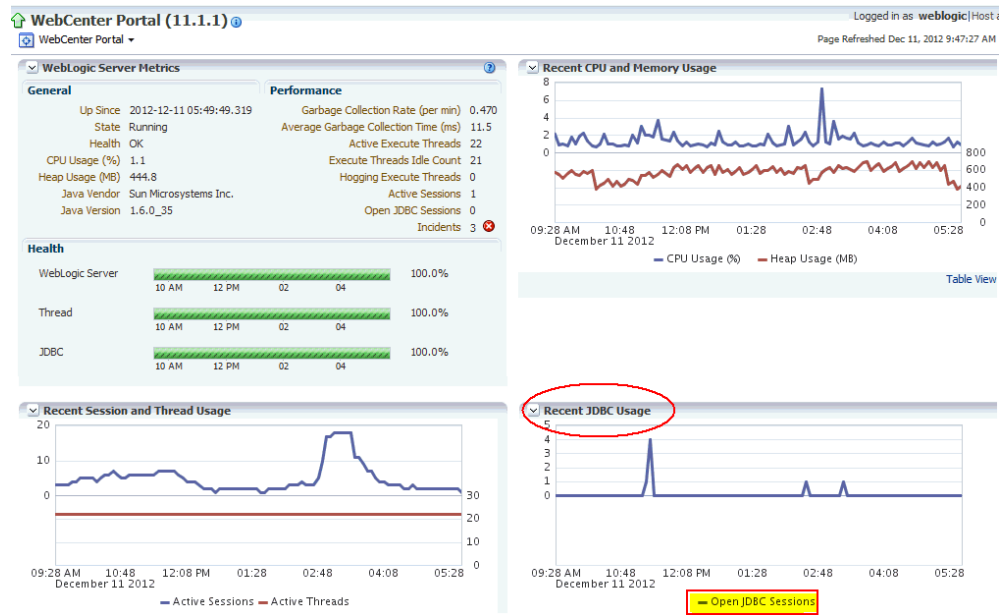 WebCenter Portal (11.1.1)
Logged in as weblogic|Host
WebCenter Portal
Page Refreshed Dec 11, 2012 9:47:27 AM
WebLogic Server Metrics
General
Up Since 2012-12-11 05:49:49.319
State Running
Health OK
CPU Usage (%) 1.1
Heap Usage (MB) 444.8
Java Vendor Sun Microsystems Inc.
Java Version 1.6.0_35
Performance
Garbage Collection Rate (per min) 0.470
Average Garbage Collection Time (ms) 11.5
Active Execute Threads 22
Execute Threads Idle Count 21
Hogging Execute Threads 0
Active Sessions 1
Open JDBC Sessions 0
Incidents 3
Health
WebLogic Server 100.0%
10 AM 12 PM 02 04
Thread 100.0%
10 AM 12 PM 02 04
JDBC 100.0%
10 AM 12 PM 02 04
Recent CPU and Memory Usage
8
6
4
2
0
800
600
400
200
0
09:28 AM 10:48 12:08 PM 01:28 02:48 04:08 05:28
December 11 2012
CPU Usage (%) Heap Usage (MB)
Table View
Recent Session and Thread Usage
20
10
0
30
20
10
0
09:28 AM 10:48 12:08 PM 01:28 02:48 04:08 05:28
December 11 2012
Active Sessions Active Threads
Recent JDBC Usage
5
4
3
2
1
0
09:28 AM 10:48 12:08 PM 01:28 02:48 04:08 05:28
December 11 2012
Open JDBC Sessions